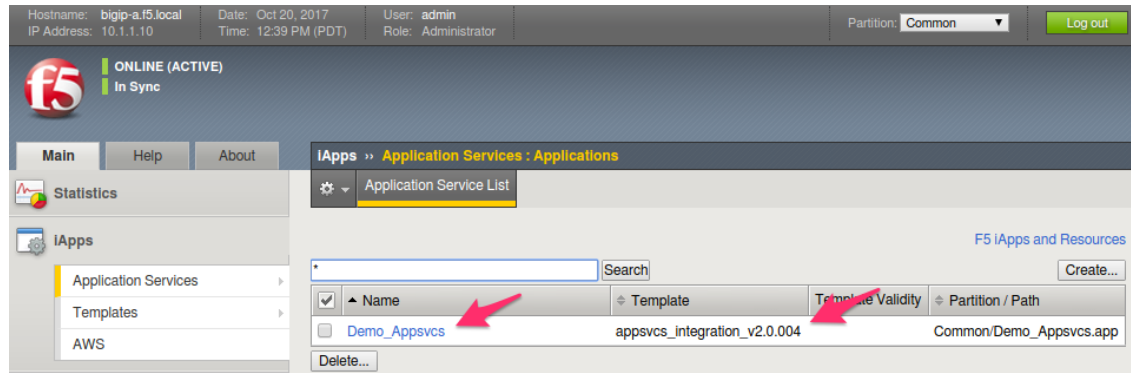 Hostname: bigip-a.f5.local Date: Oct 20, 2017 User: admin
IP Address: 10.1.1.10 Time: 12:39 PM (PDT) Role: Administrator
Partition: Common Log out
f5
ONLINE (ACTIVE)
In Sync
Main Help About
iApps ›› Application Services : Applications
Statistics
Application Service List
iApps
F5 iApps and Resources
* Search Create...
Application Services
Name Template Template Validity Partition / Path
Templates
Demo_Appsvcs appsvcs_integration_v2.0.004 Common/Demo_Appsvcs.app
AWS
Delete...